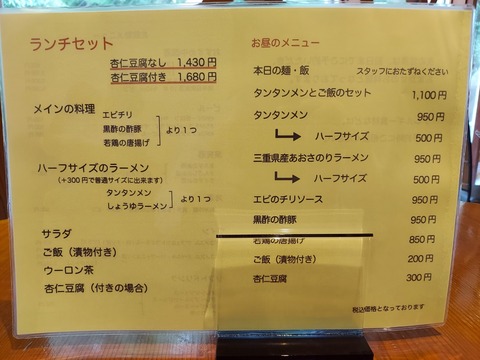 ランチセット
杏仁豆腐なし 1,430円
杏仁豆腐付き 1,680円
メインの料理
エビチリ
黒酢の酢豚 より1つ
若鶏の唐揚げ
ハーフサイズのラーメン
(+300円で普通サイズに出来ます)
タンタンメン
しょうゆラーメン より1つ
サラダ
ご飯(漬物付き)
ウーロン茶
杏仁豆腐(付きの場合)
お昼のメニュー
本日の麺・飯 スタッフにおたずねください
タンタンメンとご飯のセット 1,100円
タンタンメン 950円
ハーフサイズ 500円
三重県産あおさのりラーメン 950円
ハーフサイズ 500円
エビのチリソース 950円
黒酢の酢豚 950円
若鶏の唐揚げ 850円
ご飯(漬物付き) 200円
杏仁豆腐 300円
税込価格となっております